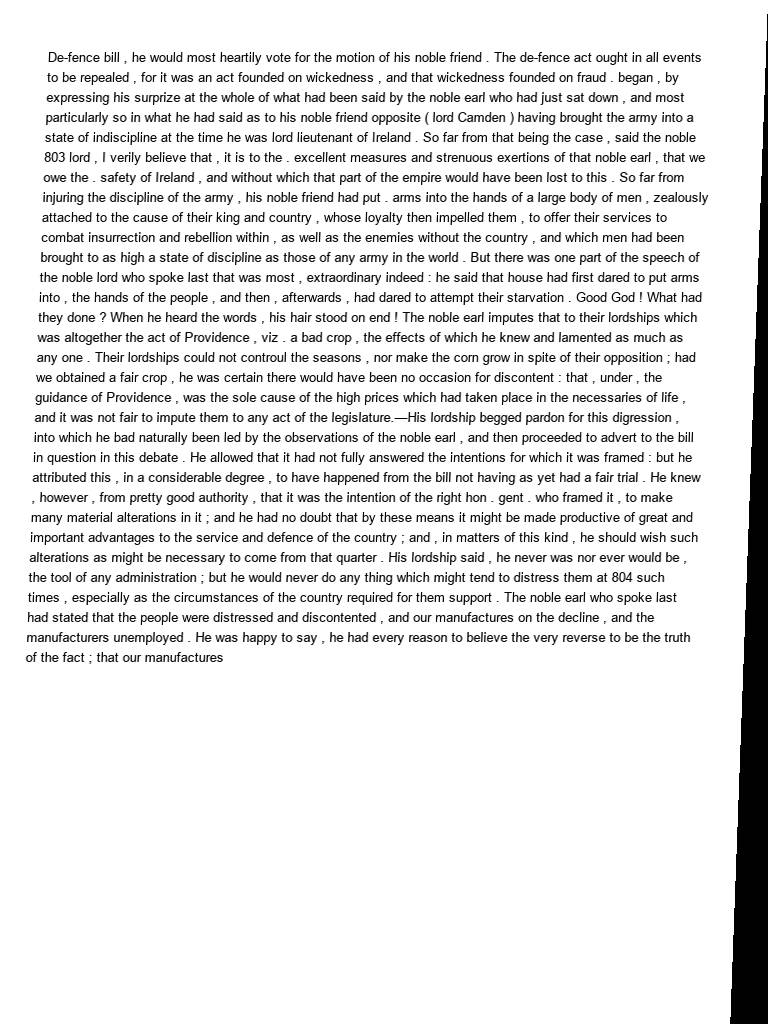 De-fence bill , he would most heartily vote for the motion of his noble friend . The de-fence act ought in all events
to be repealed , for it was an act founded on wickedness , and that wickedness founded on fraud . began , by
expressing his surprize at the whole of what had been said by the noble earl who had just sat down , and most
particularly so in what he had said as to his noble friend opposite ( lord Camden ) having brought the army into a
state of indiscipline at the time he was lord lieutenant of Ireland . So far from that being the case , said the noble
803 lord , I verily believe that , it is to the . excellent measures and strenuous exertions of that noble earl , that we
owe the . safety of Ireland , and without which that part of the empire would have been lost to this . So far from
injuring the discipline of the army , his noble friend had put . arms into the hands of a large body of men , zealously
attached to the cause of their king and country , whose loyalty then impelled them , to offer their services to
combat insurrection and rebellion within , as well as the enemies without the country , and which men had been
brought to as high a state of discipline as those of any army in the world . But there was one part of the speech of
the noble lord who spoke last that was most , extraordinary indeed : he said that house had first dared to put arms
into , the hands of the people , and then , afterwards , had dared to attempt their starvation . Good God ! What had
they done ? When he heard the words , his hair stood on end ! The noble earl imputes that to their lordships which
was altogether the act of Providence , viz . a bad crop , the effects of which he knew and lamented as much as
any one . Their lordships could not controul the seasons , nor make the corn grow in spite of their opposition ; had
we obtained a fair crop , he was certain there would have been no occasion for discontent : that , under , the
guidance of Providence , was the sole cause of the high prices which had taken place in the necessaries of life ,
and it was not fair to impute them to any act of the legislature.—His lordship begged pardon for this digression ,
into which he bad naturally been led by the observations of the noble earl , and then proceeded to advert to the bill
in question in this debate . He allowed that it had not fully answered the intentions for which it was framed : but he
attributed this , in a considerable degree , to have happened from the bill not having as yet had a fair trial . He knew
, however , from pretty good authority , that it was the intention of the right hon . gent . who framed it , to make
many material alterations in it ; and he had no doubt that by these means it might be made productive of great and
important advantages to the service and defence of the country ; and , in matters of this kind , he should wish such
alterations as might be necessary to come from that quarter . His lordship said , he never was nor ever would be ,
the tool of any administration ; but he would never do any thing which might tend to distress them at 804 such
times , especially as the circumstances of the country required for them support . The noble earl who spoke last
had stated that the people were distressed and discontented , and our manufactures on the decline , and the
manufacturers unemployed . He was happy to say , he had every reason to believe the very reverse to be the truth
of the fact ; that our manufactures